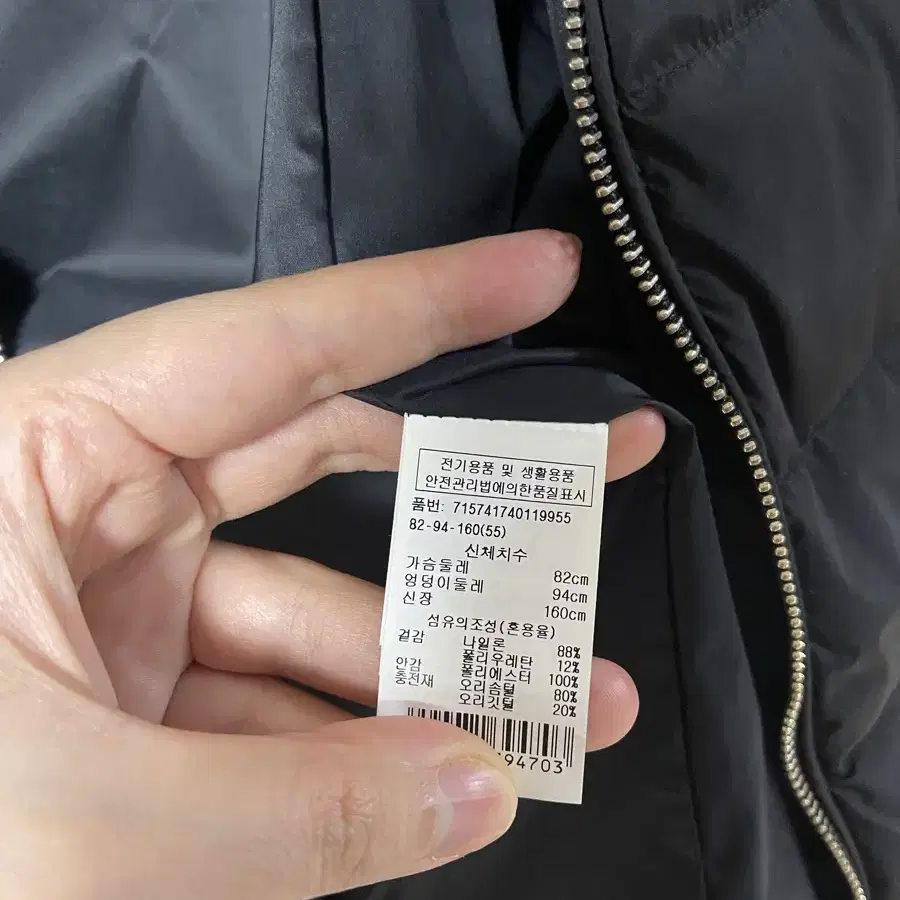 전기용품 및 생활용품
안전관리법에의한품질표시
품번: 715741740119955
82-94-160(55)
신체치수
가슴둘레 82cm
엉덩이둘레 94cm
신장 160cm
섬유의조성(혼용율)
겉감 나일론 88%
폴리우레탄 12%
안감 폴리에스터 100%
충전재 오리솜털 80%
오리깃털 20%
94703